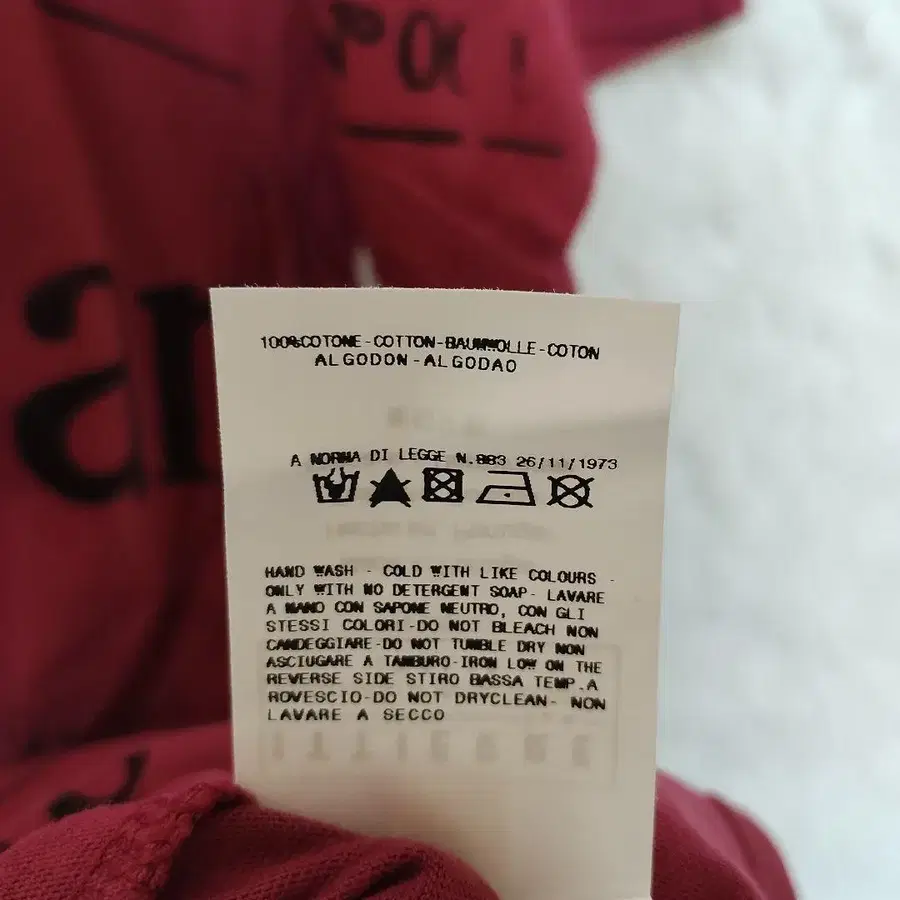 an
100%COTONE-COTTON-BAUMWOLLE-COTON
ALGODON-ALGODAO
A NORMA DI LEGGE N.883 26/11/1973
HAND WASH - COLD WITH LIKE COLOURS -
ONLY WITH NO DETERGENT SOAP- LAVARE
A MANO CON SAPONE NEUTRO, CON GLI
STESSI COLORI-DO NOT BLEACH NON
CANDEGGIARE-DO NOT TUMBLE DRY NON
ASCIUGARE A TAMBURO-IRON LOW ON THE
REVERSE SIDE STIRO BASSA TEMP.A
ROVESCIO-DO NOT DRYCLEAN- NON
LAVARE A SECCO